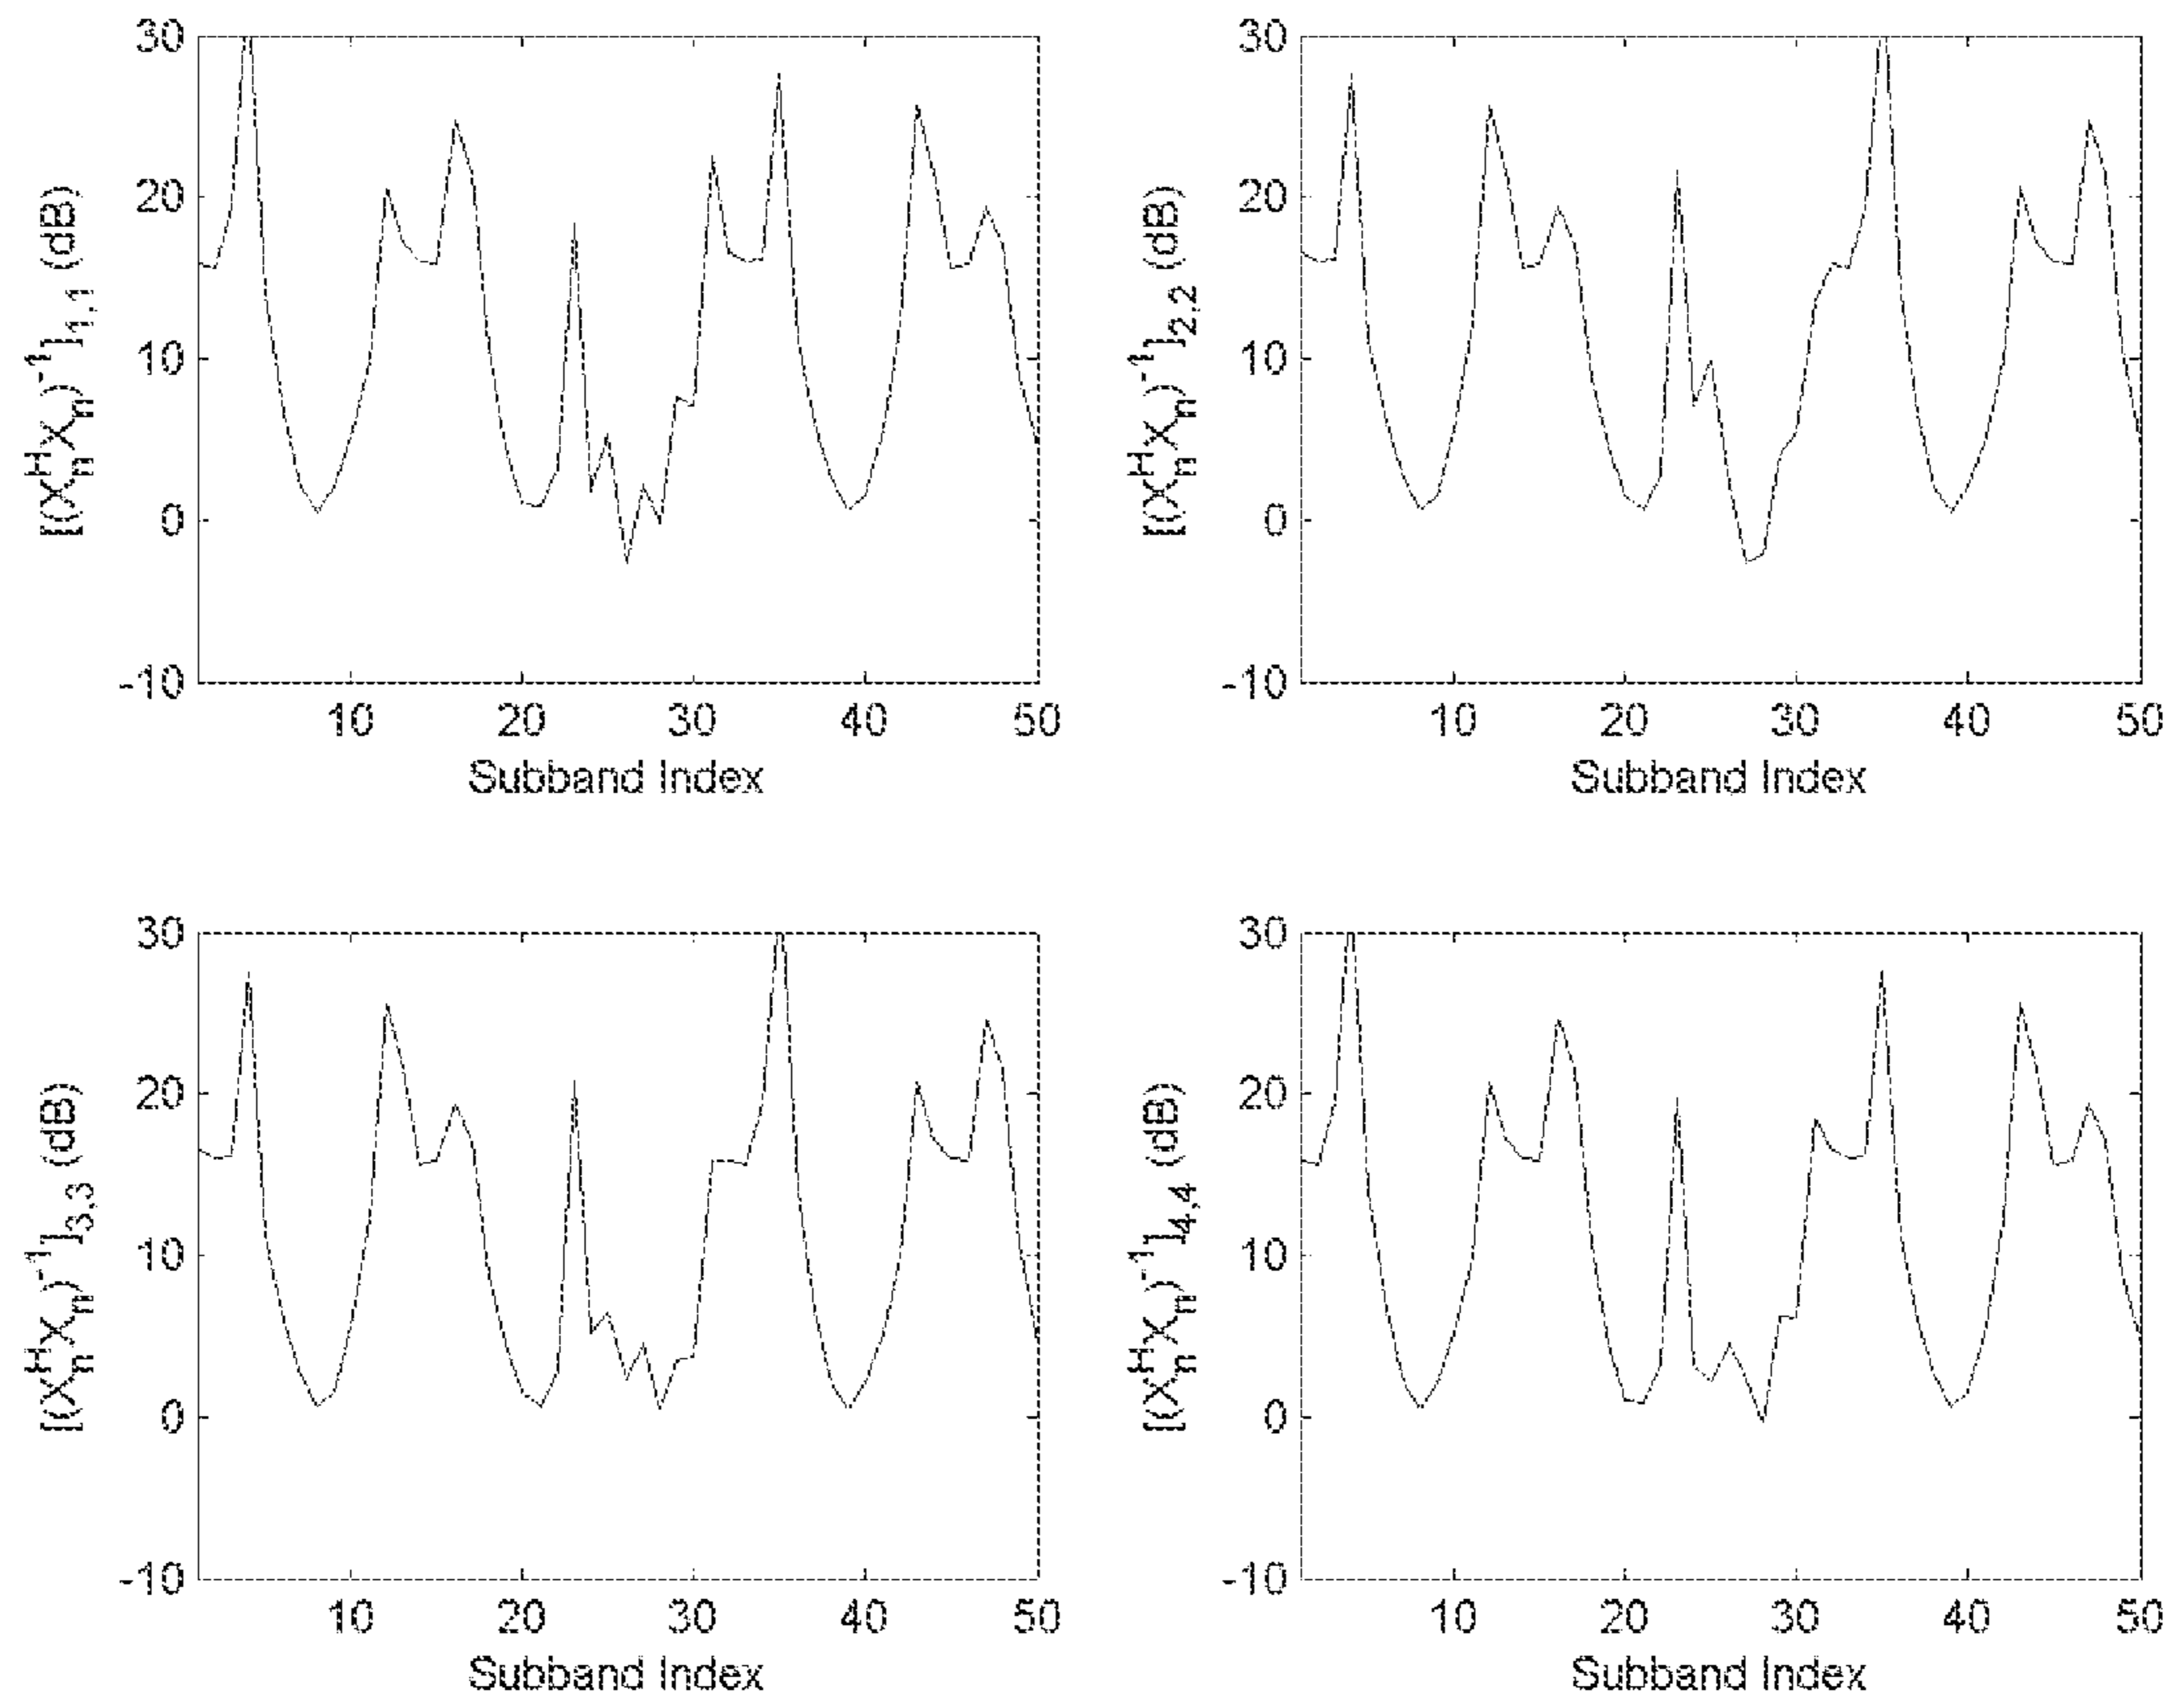 30
20
10
0
-10
[(X_n^H X_n)^-1]_1,1 (dB)
10 20 30 40 50
Subband Index
30
20
10
0
-10
[(X_n^H X_n)^-1]_2,2 (dB)
10 20 30 40 50
Subband Index
30
20
10
0
-10
[(X_n^H X_n)^-1]_3,3 (dB)
10 20 30 40 50
Subband Index
30
20
10
0
-10
[(X_n^H X_n)^-1]_4,4 (dB)
10 20 30 40 50
Subband Index